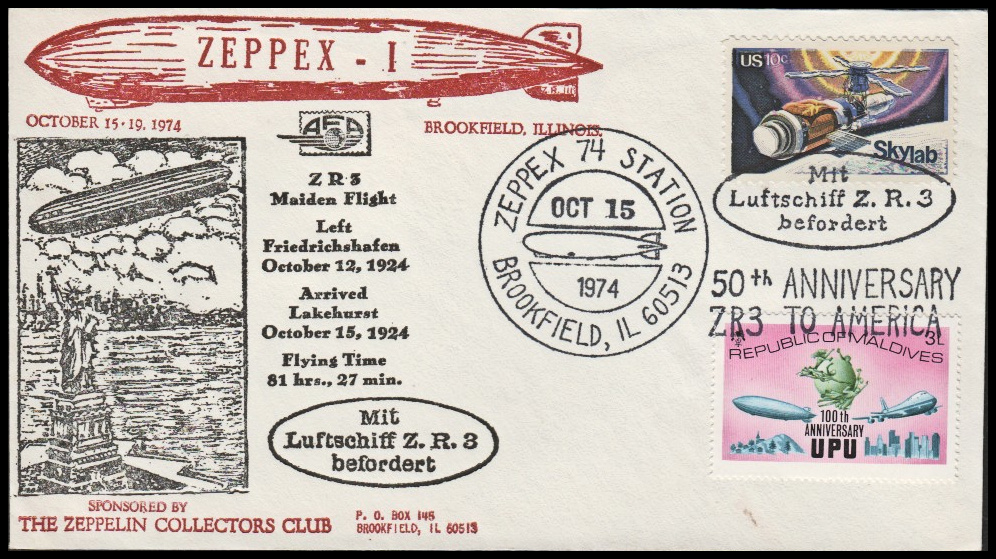 ZEPPEX - I
Z R III
OCTOBER 15-19, 1974
BROOKFIELD, ILLINOIS.
AFA
Z R 3
Maiden Flight
Left
Friedrichshafen
October 12, 1924
Arrived
Lakehurst
October 15, 1924
Flying Time
81 hrs., 27 min.
Mit
Luftschiff Z. R. 3
befordert
SPONSORED BY
THE ZEPPELIN COLLECTORS CLUB
P. O. BOX 146
BROOKFIELD, IL 60513
ZEPPEX 74 STATION
OCT 15
1974
BROOKFIELD, IL 60513
US 10c
Skylab
Mit
Luftschiff Z. R. 3
befordert
50th ANNIVERSARY
ZR3 TO AMERICA
3L
REPUBLIC OF MALDIVES
100th
ANNIVERSARY
UPU